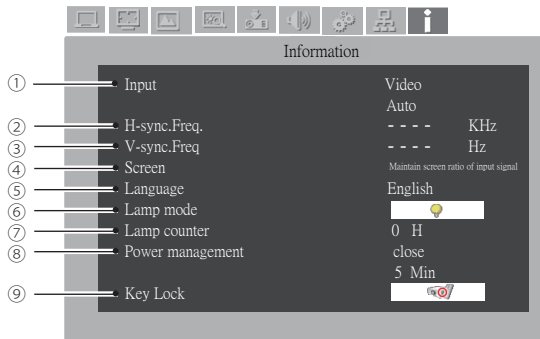 Information
① Input Video
Auto
② H-sync.Freq. - - - - KHz
③ V-sync.Freq - - - - Hz
④ Screen Maintain screen ratio of input signal
⑤ Language English
⑥ Lamp mode
⑦ Lamp counter 0 H
⑧ Power management close
5 Min
⑨ Key Lock